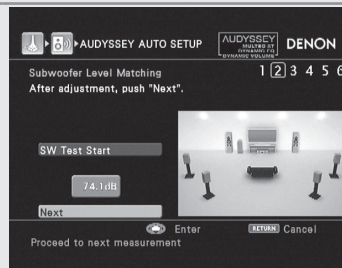 AUDYSSEY AUTO SETUP
AUDYSSEY
MULTEQ XT
DYNAMIC EQ
DYNAMIC VOLUME
DENON
Subwoofer Level Matching
1 2 3 4 5 6
After adjustment, push "Next".
SW Test Start
74.1dB
Next
Enter
RETURN Cancel
Proceed to next measurement